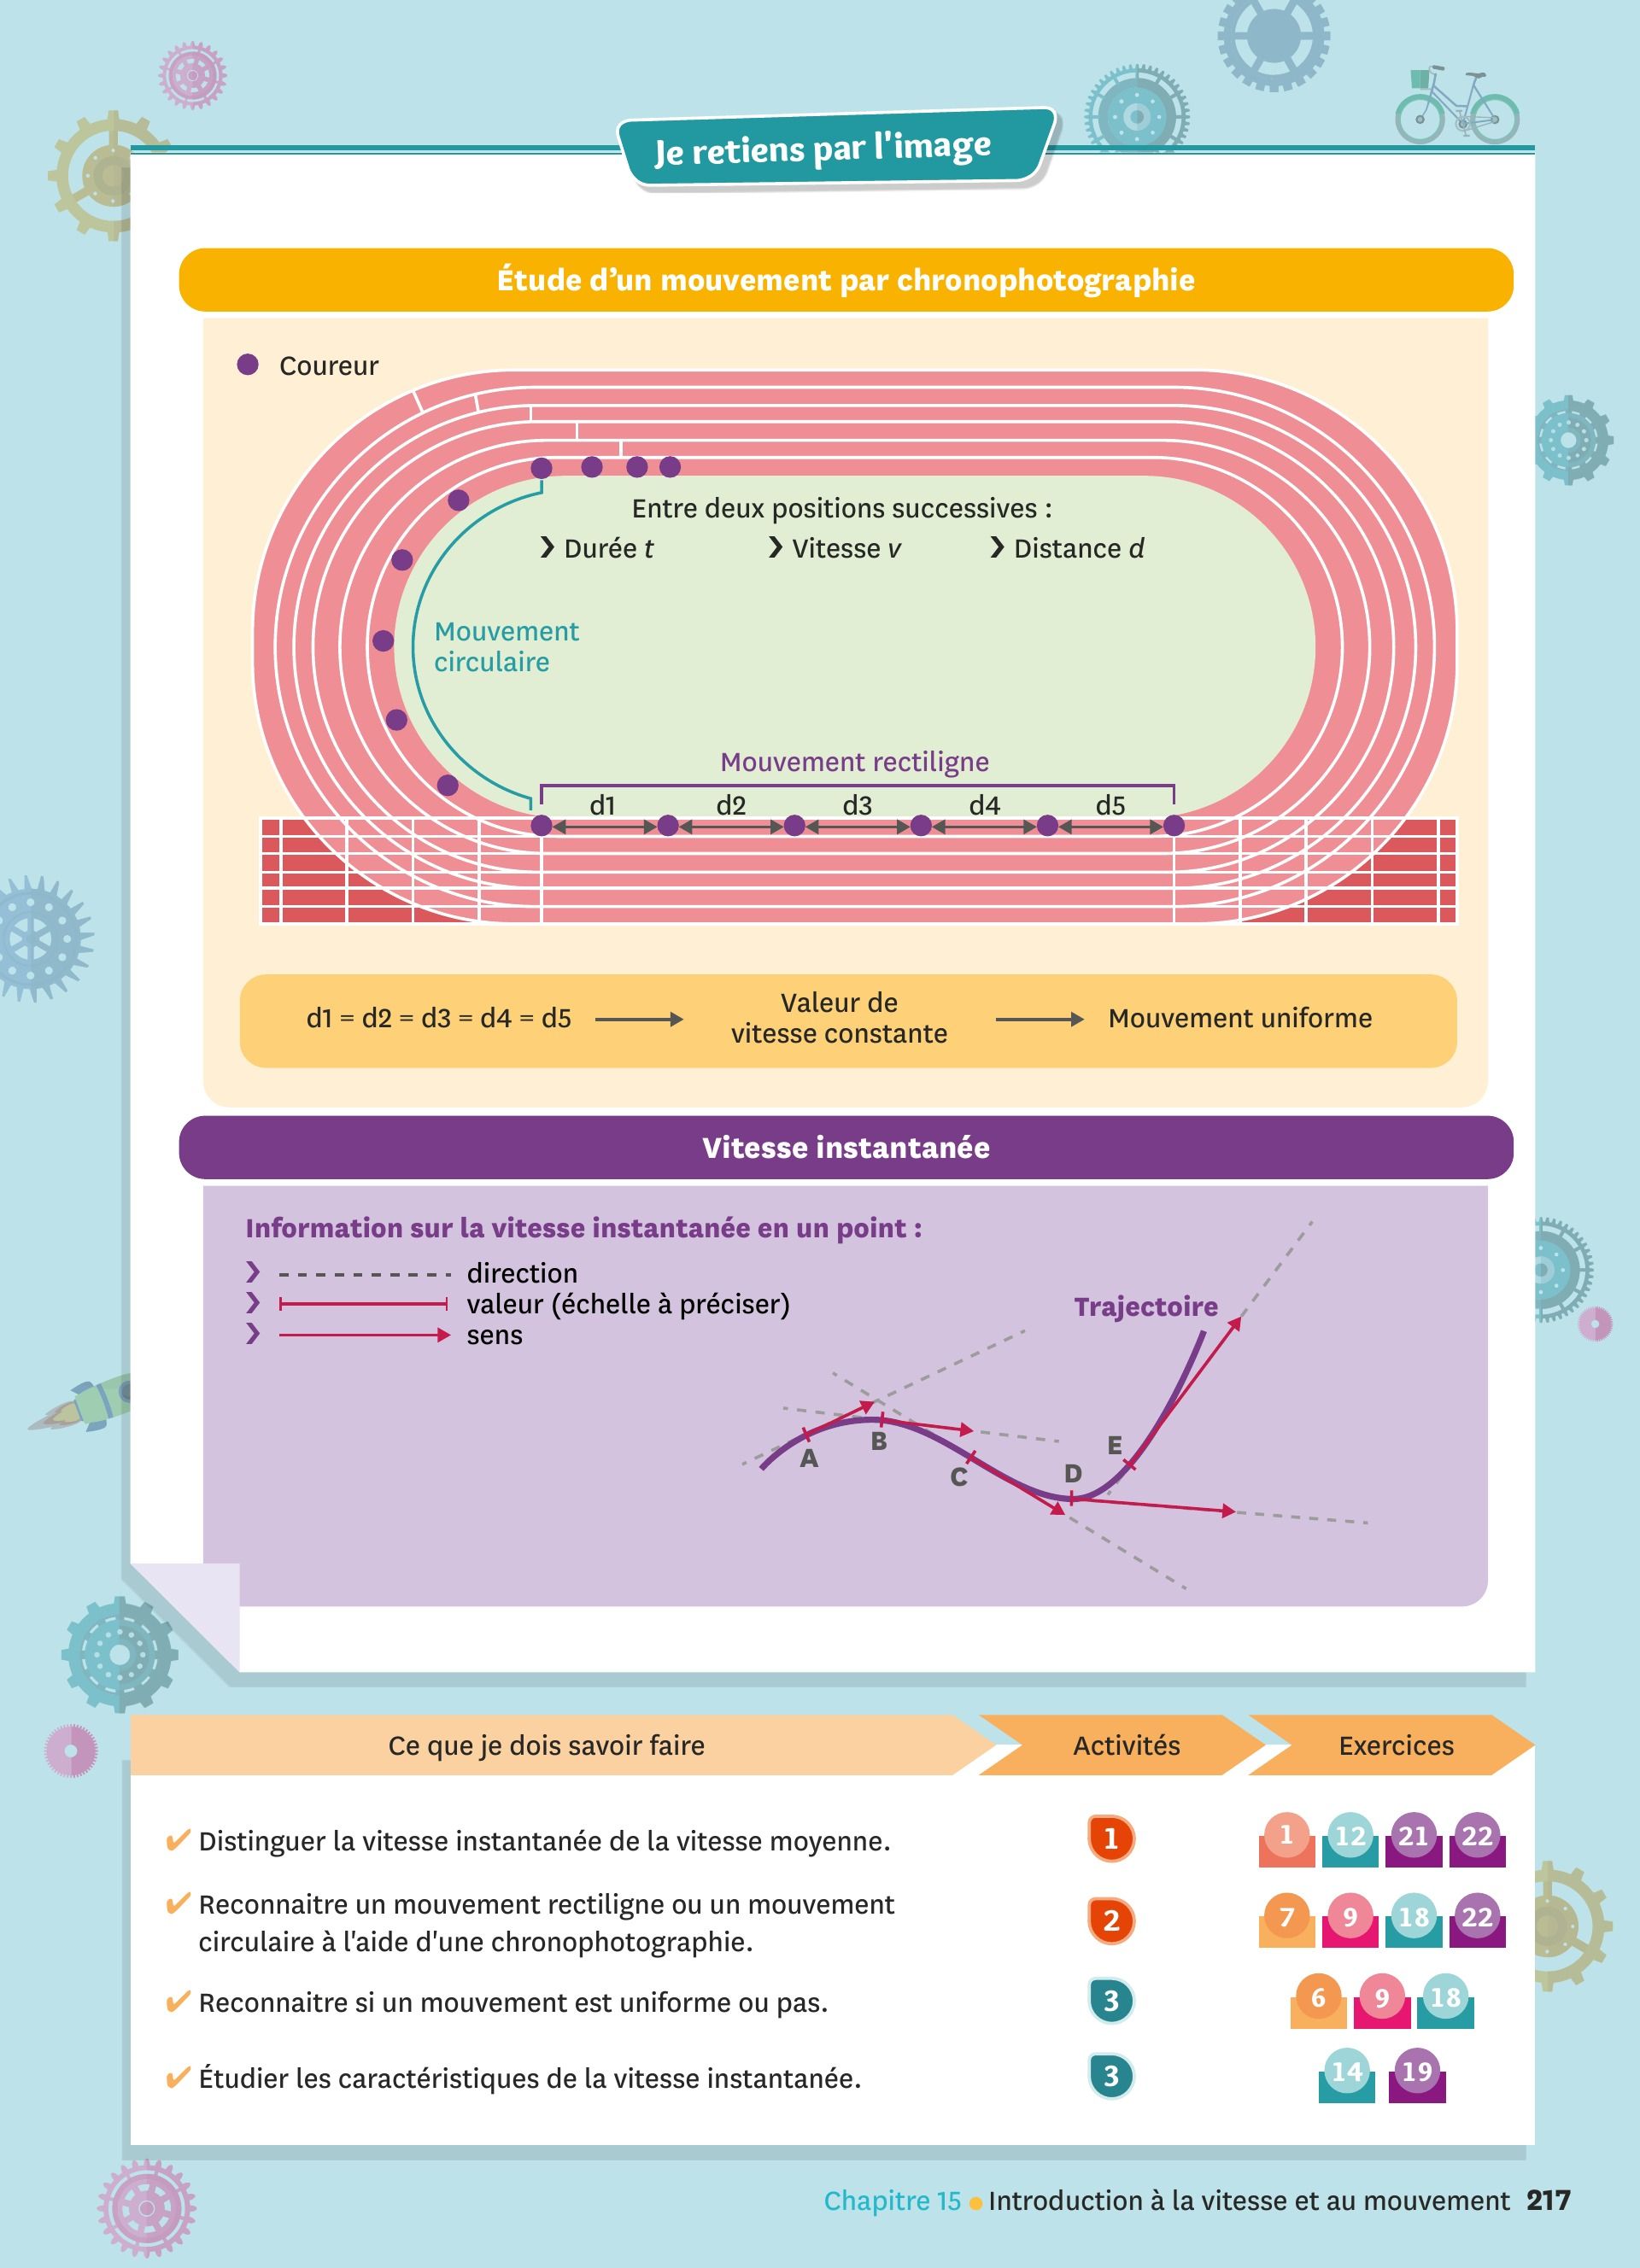 Je retiens par l'image
Étude d’un mouvement par chronophotographie
Coureur
Entre deux positions successives :
❯ Durée t ❯ Vitesse v ❯ Distance d
Mouvement
circulaire
Mouvement rectiligne
d1 d2 d3 d4 d5
d1 = d2 = d3 = d4 = d5
Valeur de
vitesse constante
Mouvement uniforme
Vitesse instantanée
Information sur la vitesse instantanée en un point :
❯ direction
❯ valeur (échelle à préciser)
❯ sens
Trajectoire
A
B
C
D
E
Ce que je dois savoir faire Activités Exercices
✔ Distinguer la vitesse instantanée de la vitesse moyenne. 1 1 12 21 22
✔ Reconnaitre un mouvement rectiligne ou un mouvement
circulaire à l'aide d'une chronophotographie. 2 7 9 18 22
✔ Reconnaitre si un mouvement est uniforme ou pas. 3 6 9 18
✔ Étudier les caractéristiques de la vitesse instantanée. 3 14 19
Chapitre 15 ● Introduction à la vitesse et au mouvement 217